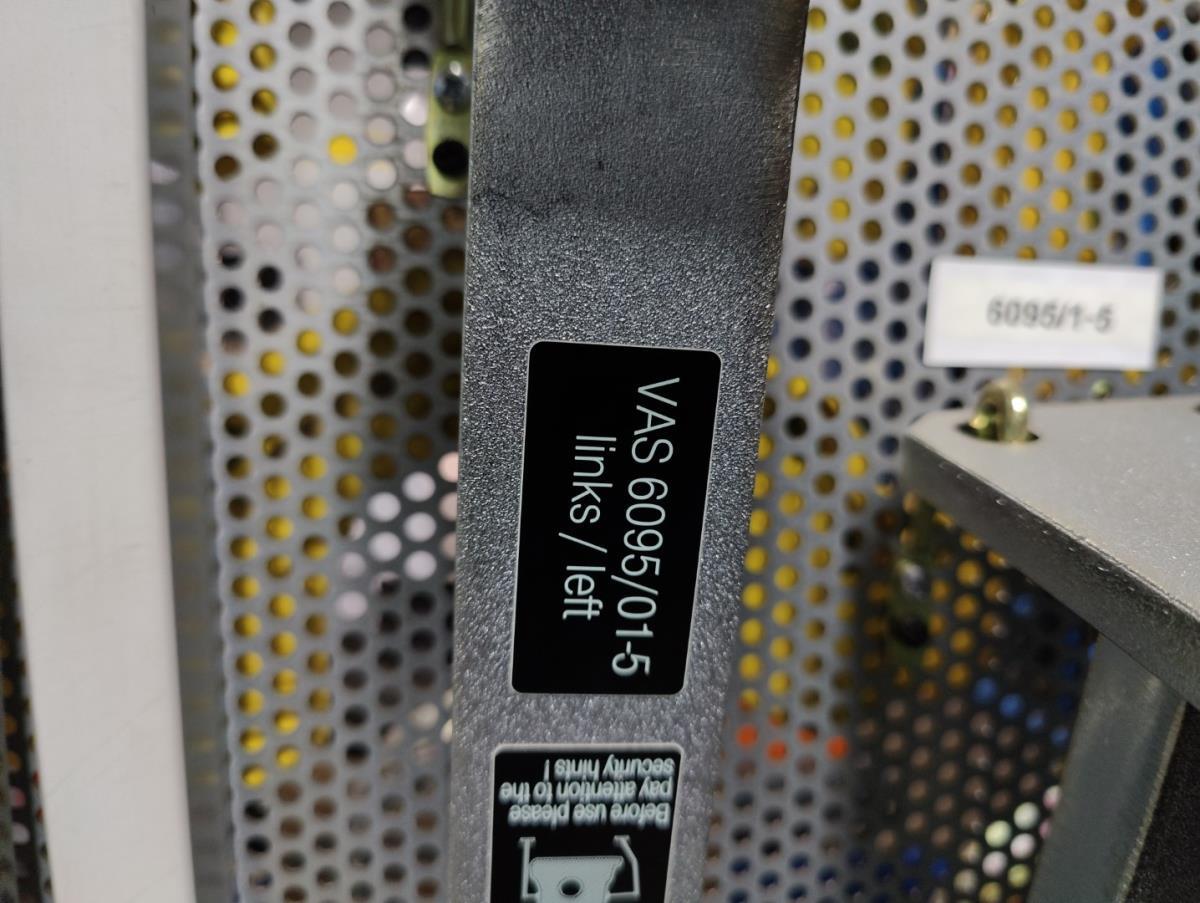 VAS 6095/01-5
links / left
6095/1-5
Before use please
pay attention to the
security hints !